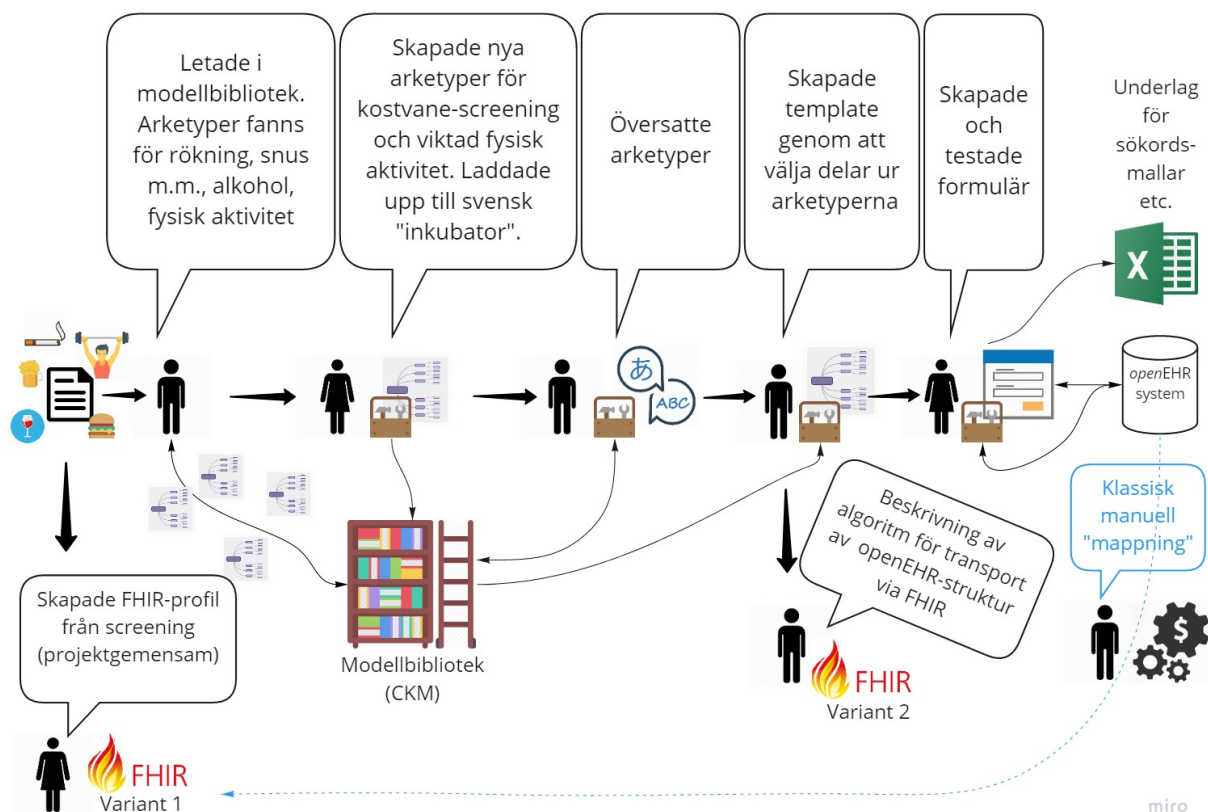 Letade i
modellbibliotek.
Arketyper fanns
för rökning, snus
m.m., alkohol,
fysisk aktivitet
Skapade nya
arketyper för
kostvane-screening
och viktad fysisk
aktivitet. Laddade
upp till svensk
"inkubator".
Översatte
arketyper
Skapade
template
genom att
välja delar ur
arketyperna
Skapade
och
testade
formulär
Underlag
för
sökords-
mallar
etc.
X
あ
ABC
openEHR
system
Klassisk
manuell
"mappning"
$
Beskrivning av
algoritm för transport
av openEHR-struktur
via FHIR
Skapade FHIR-profil
från screening
(projektgemensam)
Modellbibliotek
(CKM)
FHIR
Variant 2
FHIR
Variant 1
miro